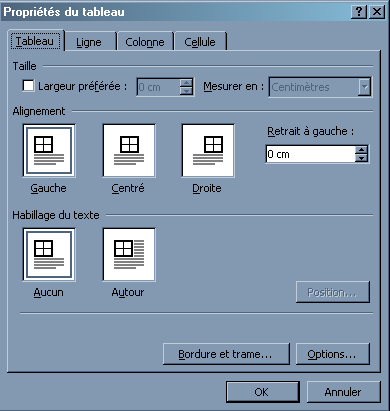 Propriétés du tableau
Tableau Ligne Colonne Cellule
Taille
Largeur préférée : 0 cm Mesurer en : Centimètres
Alignement
Retrait à gauche :
0 cm
Gauche Centré Droite
Habillage du texte
Aucun Autour
Position...
Bordure et trame... Options...
OK Annuler